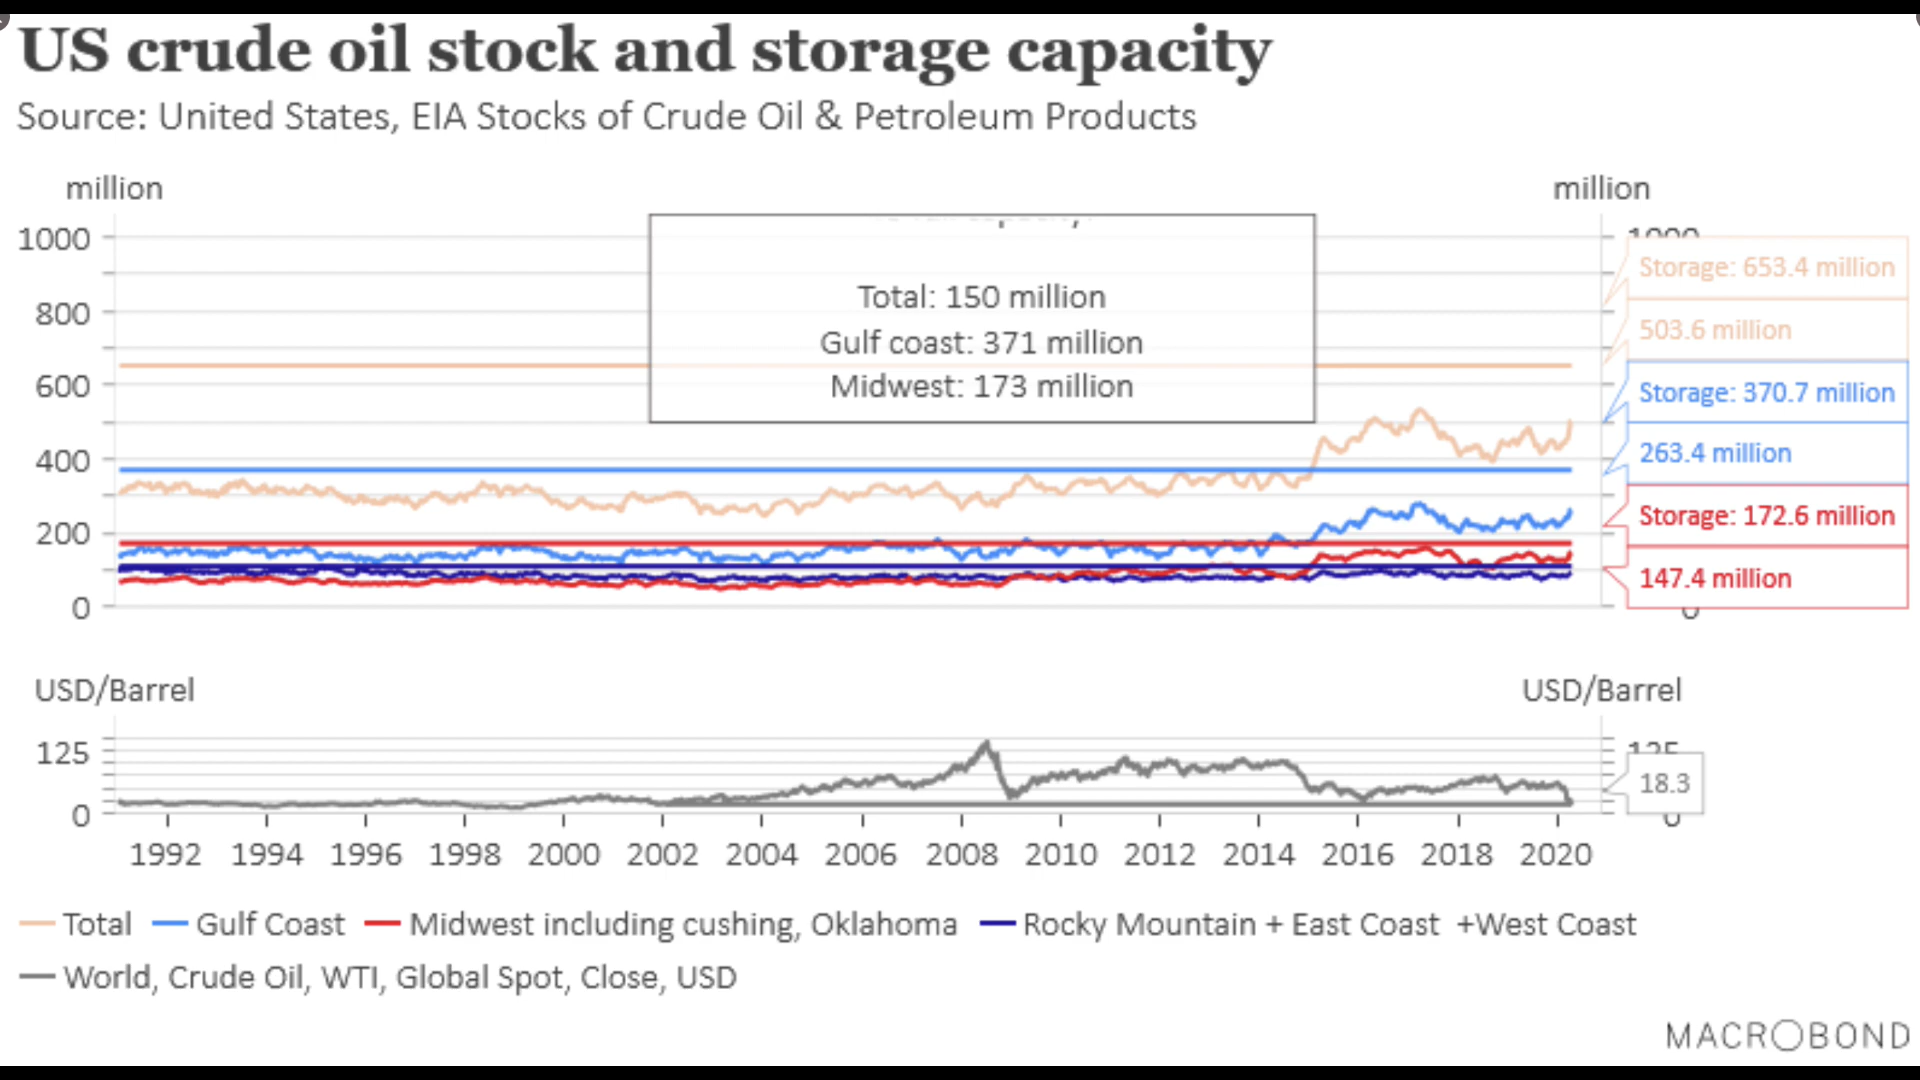 US crude oil stock and storage capacity
Source: United States, EIA Stocks of Crude Oil & Petroleum Products
million
million
1000
800
600
400
200
0
Total: 150 million
Gulf coast: 371 million
Midwest: 173 million
1000
Storage: 653.4 million
503.6 million
Storage: 370.7 million
263.4 million
Storage: 172.6 million
147.4 million
0
USD/Barrel
USD/Barrel
125
0
125
18.3
0
1992 1994 1996 1998 2000 2002 2004 2006 2008 2010 2012 2014 2016 2018 2020
Total Gulf Coast Midwest including cushing, Oklahoma Rocky Mountain + East Coast +West Coast
World, Crude Oil, WTI, Global Spot, Close, USD
MACROBOND